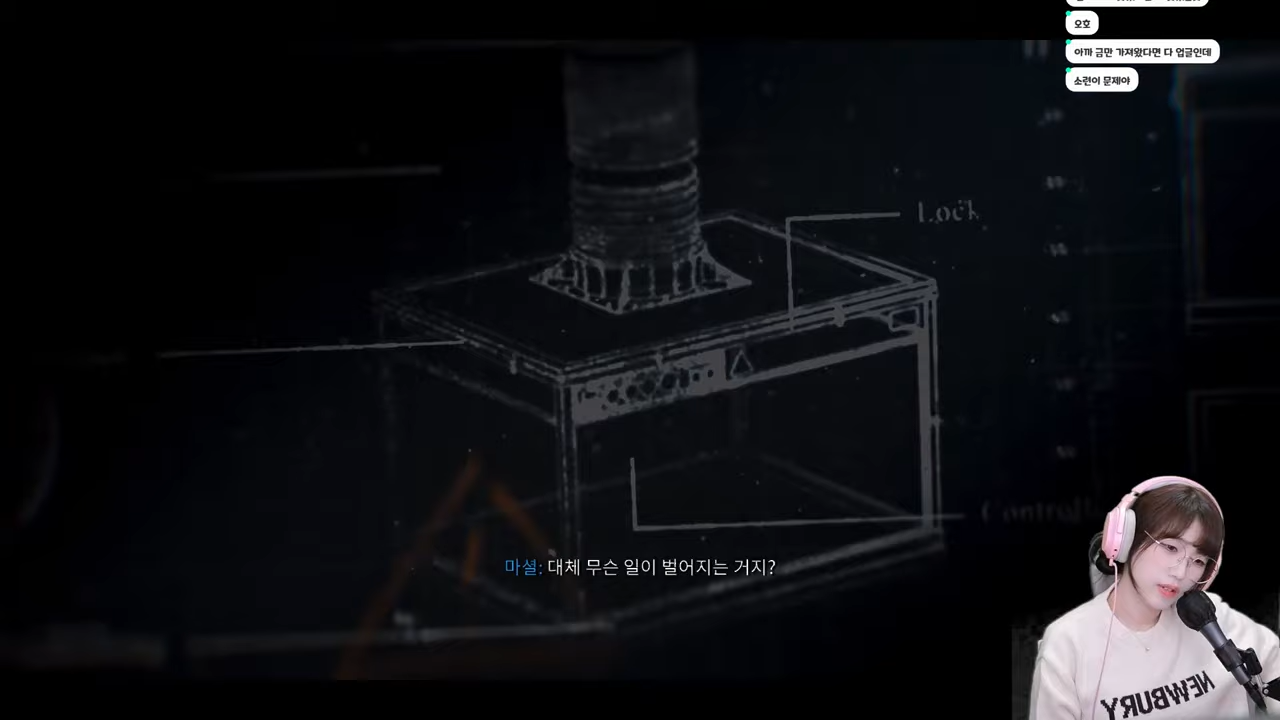 오호
아까 금만 가져왔다면 다 업글인데
소련이 문제야
Lock
마셜: 대체 무슨 일이 벌어지는 거지?
NEWBURY